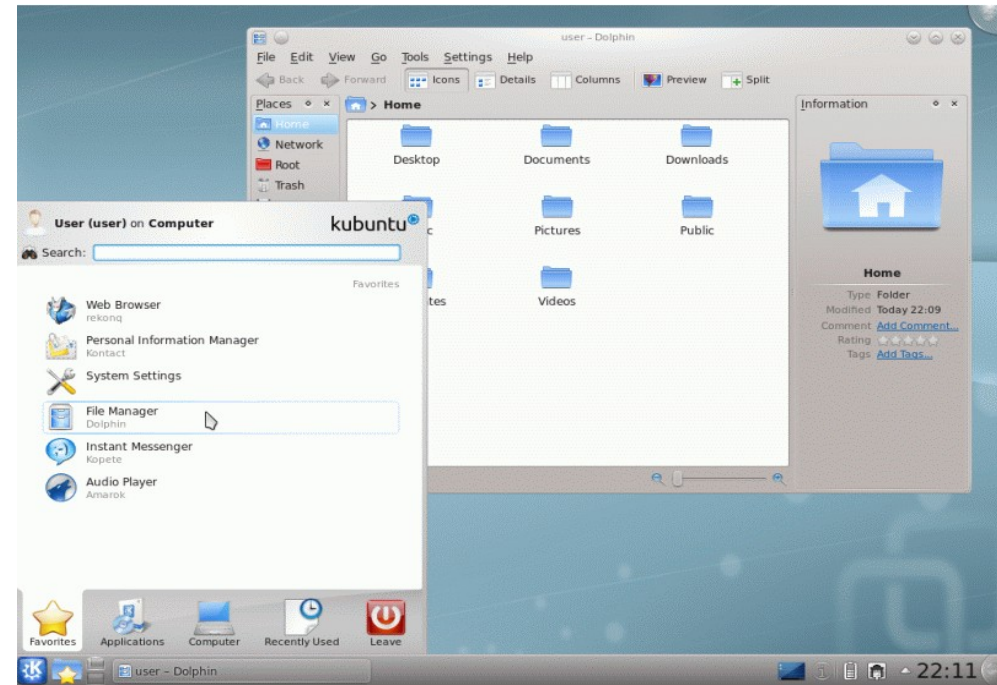 user – Dolphin
File Edit View Go Tools Settings Help
Back Forward Icons Details Columns Preview Split
Places
Home
Network
Root
Trash
> Home
Desktop Documents Downloads
c Pictures Public
tes Videos
Information
Home
Type Folder
Modified Today 22:09
Comment Add Comment...
Rating
Tags Add Tags...
User (user) on Computer
kubuntu
Search:
Favorites
Web Browser
rekonq
Personal Information Manager
Kontact
System Settings
File Manager
Dolphin
Instant Messenger
Kopete
Audio Player
Amarok
Favorites Applications Computer Recently Used Leave
user – Dolphin
22:11